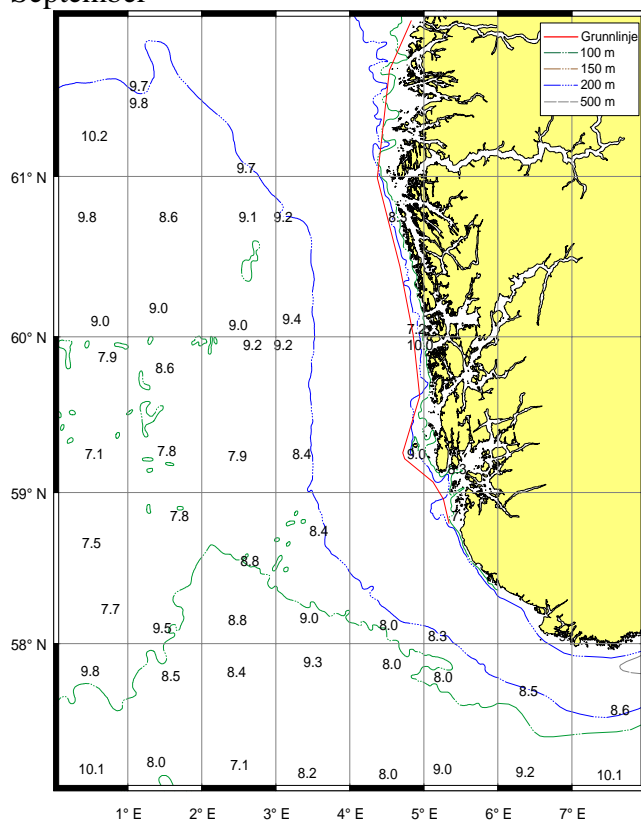 September
Grunnlinje
100 m
150 m
200 m
500 m
9.7
9.8
10.2
9.7
61° N
9.8 8.6 9.1 9.2
9.0 9.0 9.0 9.4
60° N
7.2
10.0
9.2 9.2
7.9 8.6
7.1 7.8 7.9 8.4 9.0
59° N
7.8
7.5 8.4
8.8
7.7 9.5 8.8 9.0 8.0 8.3
58° N
9.8 8.5 8.4 9.3 8.0 8.0
8.5 8.6
10.1 8.0 7.1 8.2 8.0 9.0 9.2 10.1
1° E 2° E 3° E 4° E 5° E 6° E 7° E